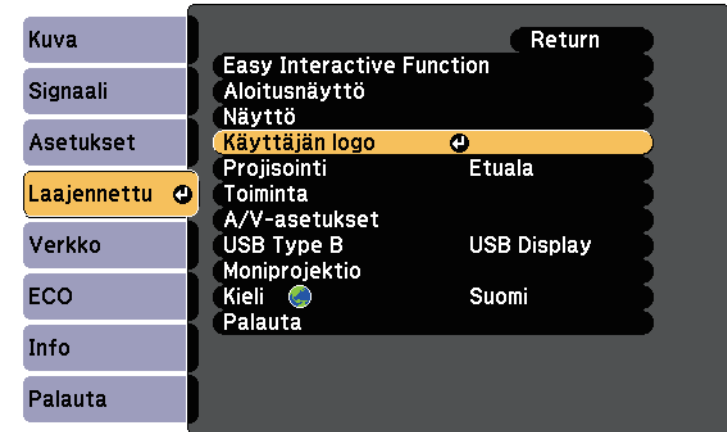 Kuva
Signaali
Asetukset
Laajennettu
Verkko
ECO
Info
Palauta
Return
Easy Interactive Function
Aloitusnäyttö
Näyttö
Käyttäjän logo
Projisointi Etuala
Toiminta
A/V-asetukset
USB Type B USB Display
Moniprojektio
Kieli Suomi
Palauta